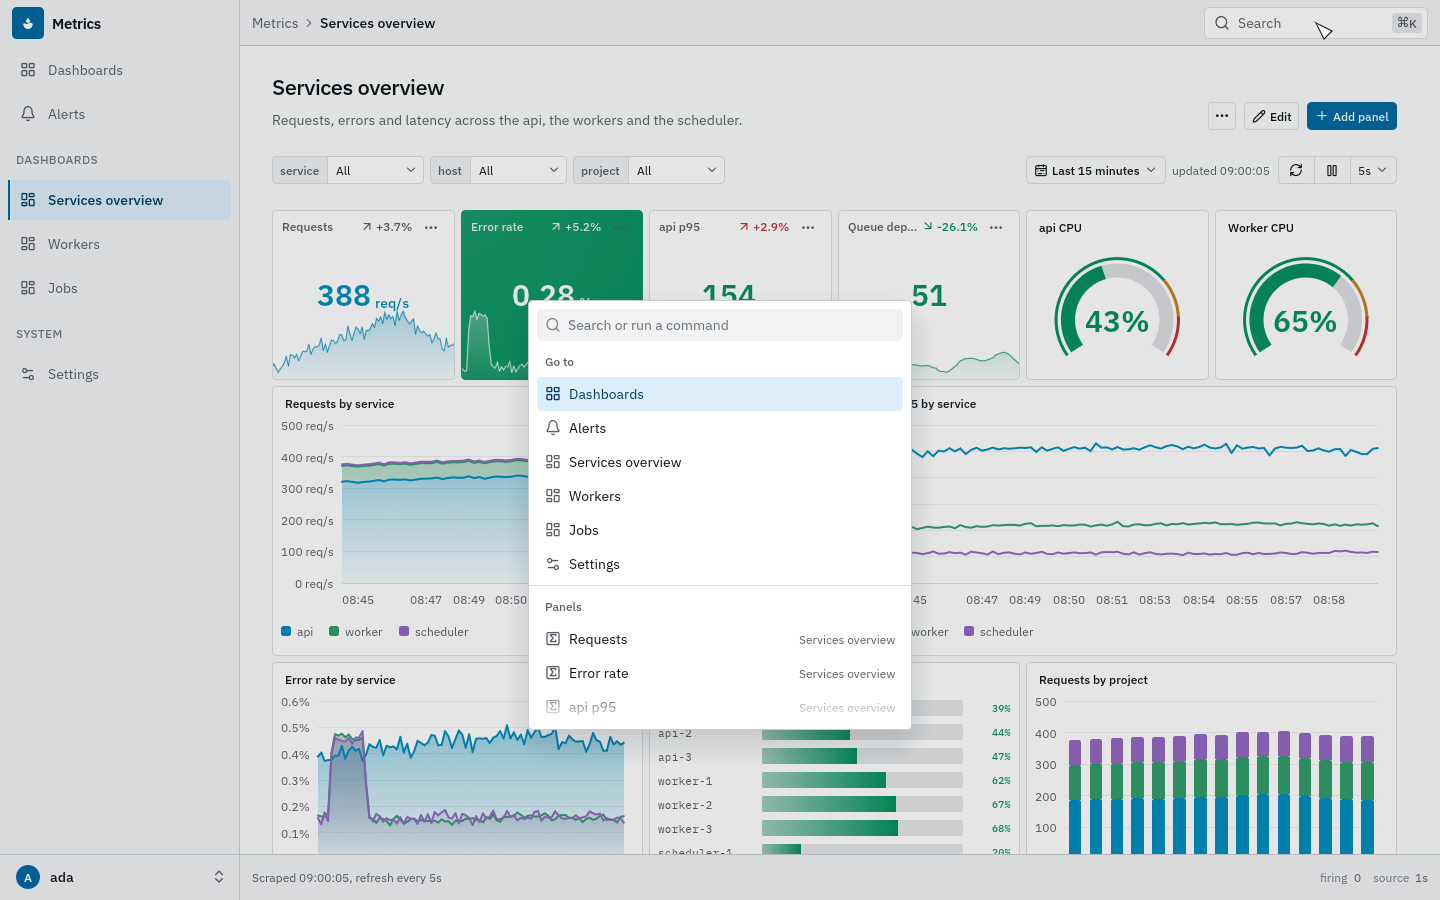 Metrics
Metrics > Services overview
Search
⌘K
Dashboards
Alerts
DASHBOARDS
Services overview
Workers
Jobs
SYSTEM
Settings
Services overview
Requests, errors and latency across the api, the workers and the scheduler.
Edit
Add panel
service All
host All
project All
Last 15 minutes
updated 09:00:05
5s
Requests +3.7%
388 req/s
Error rate +5.2%
0.28 %
api p95 +2.9%
154
Queue dep... -26.1%
51
api CPU
43%
Worker CPU
65%
Search or run a command
Go to
Dashboards
Alerts
Services overview
Workers
Jobs
Settings
Panels
Requests Services overview
Error rate Services overview
api p95 Services overview
Requests by service
500 req/s
400 req/s
300 req/s
200 req/s
100 req/s
0 req/s
08:45 08:47 08:49 08:50
api worker scheduler
5 by service
45 08:47 08:49 08:50 08:51 08:53 08:54 08:55 08:57 08:58
worker scheduler
Error rate by service
0.6%
0.5%
0.4%
0.3%
0.2%
0.1%
39%
api-2 44%
api-3 47%
worker-1 62%
worker-2 67%
worker-3 68%
scheduler-1 20%
Requests by project
500
400
300
200
100
A ada
Scraped 09:00:05, refresh every 5s
firing 0 source 1s